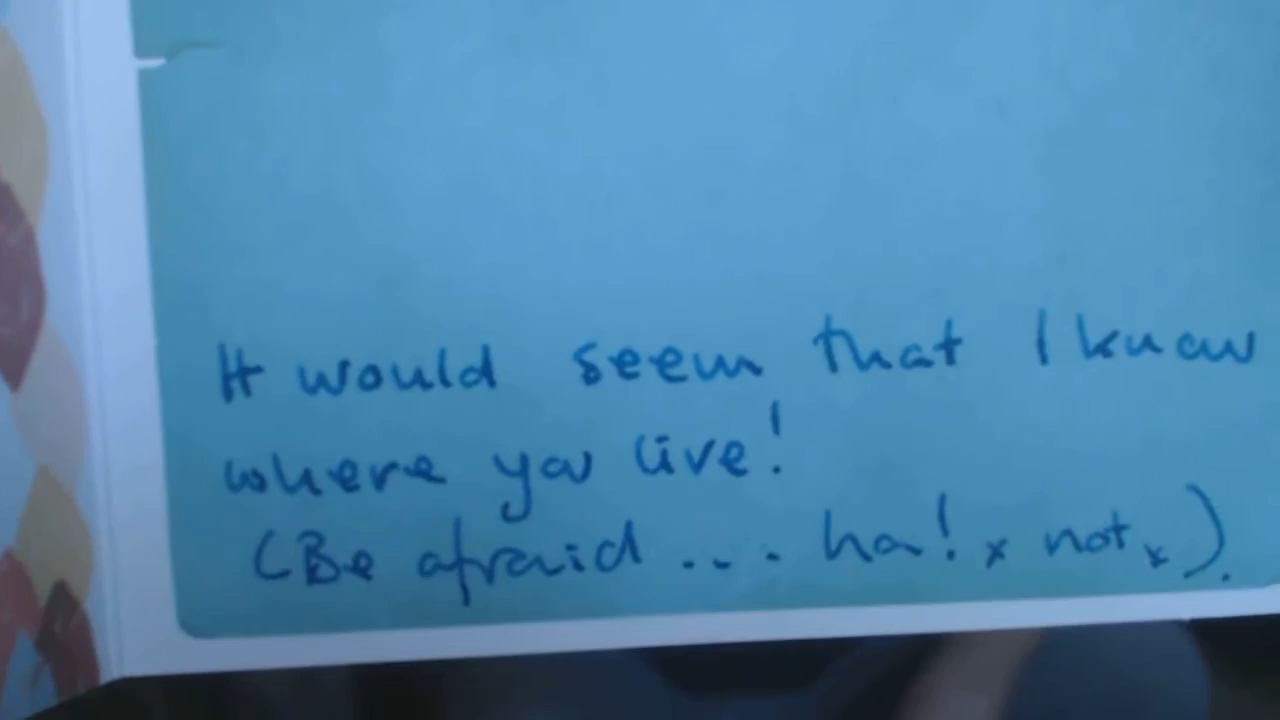 It would seem that I know
where you live!
(Be afraid ... ha! x not x).